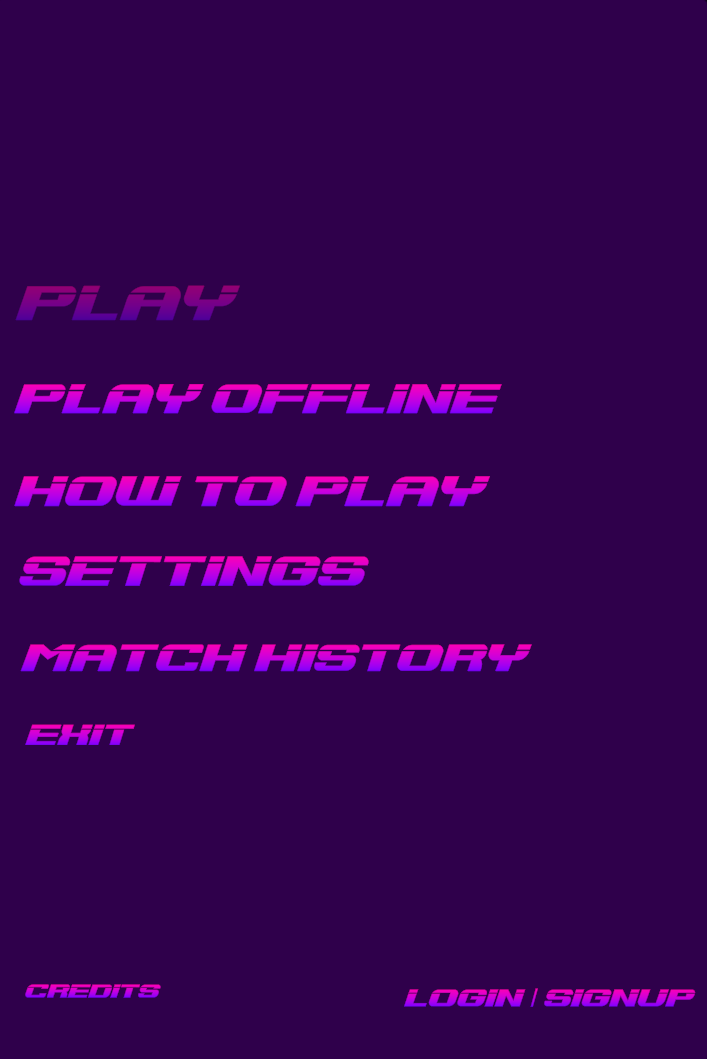 PLAY
PLAY OFFLINE
HOW TO PLAY
SETTINGS
MATCH HISTORY
EXIT
CREDITS
LOGIN | SIGNUP